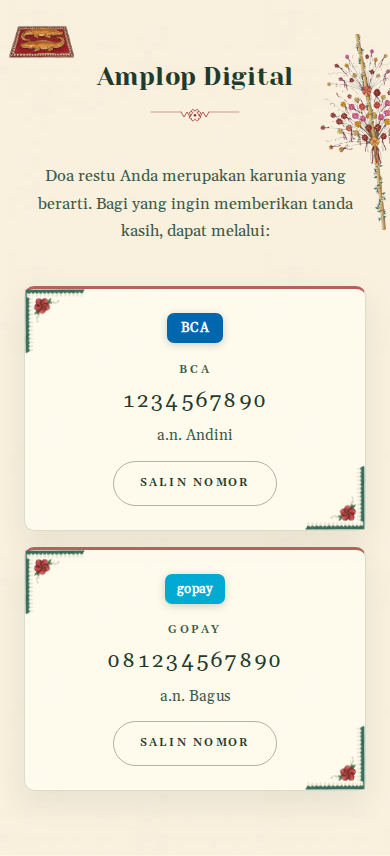 Amplop Digital
Doa restu Anda merupakan karunia yang
berarti. Bagi yang ingin memberikan tanda
kasih, dapat melalui:
BCA
BCA
1234567890
a.n. Andini
SALIN NOMOR
gopay
GOPAY
081234567890
a.n. Bagus
SALIN NOMOR